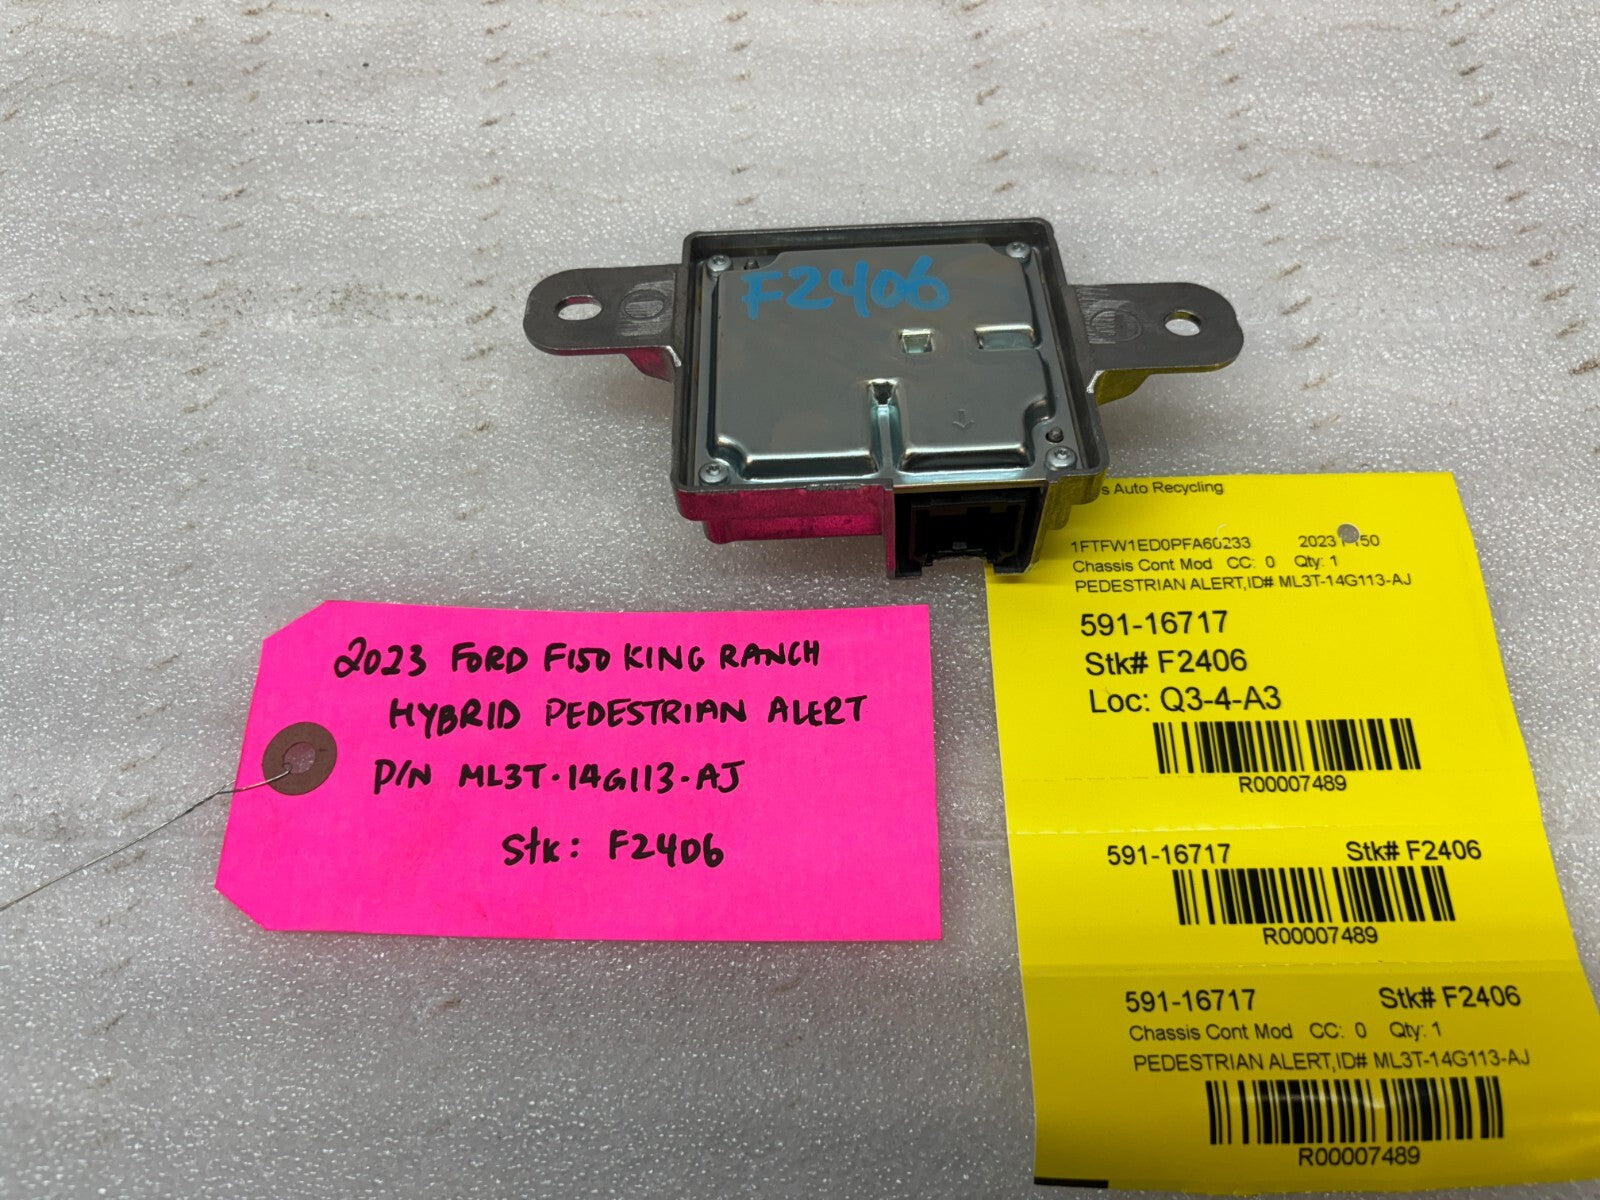 F2406
2023 FORD F150 KING RANCH
HYBRID PEDESTRIAN ALERT
P/N ML3T-14G113-AJ
Stk: F2406
s Auto Recycling
1FTFW1ED0PFA60233 2023 F150
Chassis Cont Mod CC: 0 Qty: 1
PEDESTRIAN ALERT,ID# ML3T-14G113-AJ
591-16717
Stk# F2406
Loc: Q3-4-A3
R00007489
591-16717 Stk# F2406
R00007489
591-16717 Stk# F2406
Chassis Cont Mod CC: 0 Qty: 1
PEDESTRIAN ALERT,ID# ML3T-14G113-AJ
R00007489